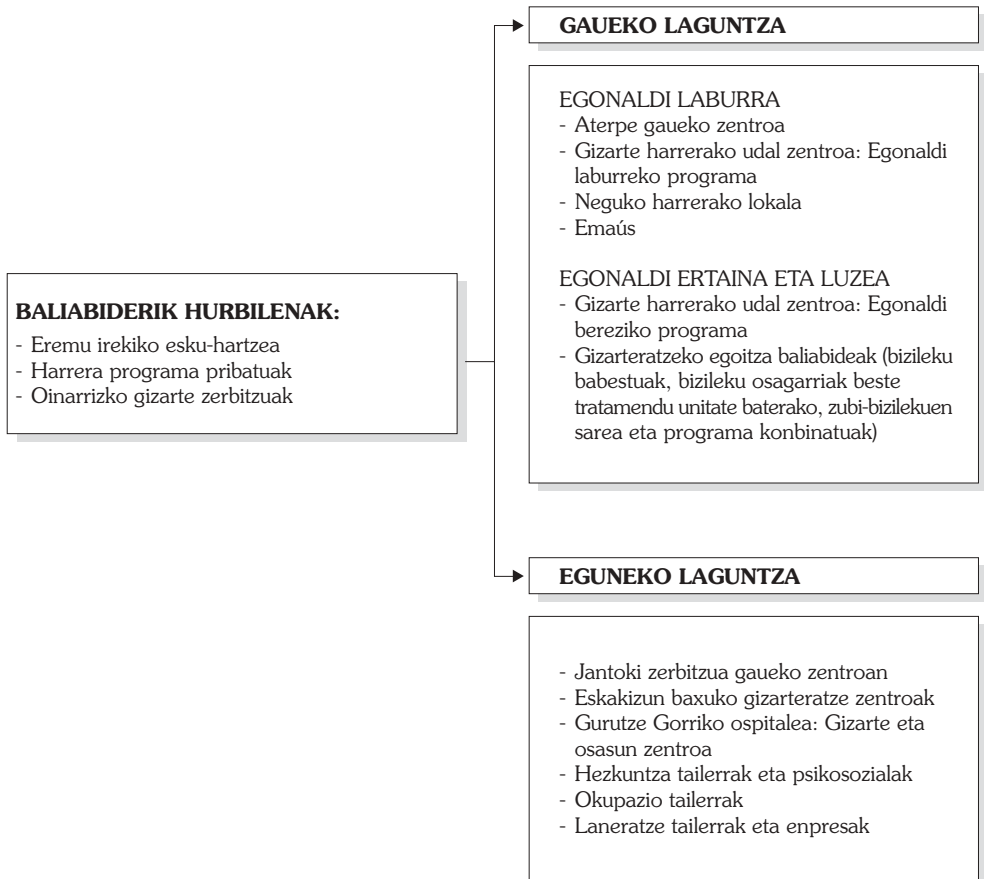 GAUEKO LAGUNTZA
EGONALDI LABURRA
- Aterpe gaueko zentroa
- Gizarte harrerako udal zentroa: Egonaldi
laburreko programa
- Neguko harrerako lokala
- Emaús
EGONALDI ERTAINA ETA LUZEA
- Gizarte harrerako udal zentroa: Egonaldi
bereziko programa
- Gizarteratzeko egoitza baliabideak (bizileku
babestuak, bizileku osagarriak beste
tratamendu unitate baterako, zubi-bizilekuen
sarea eta programa konbinatuak)
BALIABIDERIK HURBILENAK:
- Eremu irekiko esku-hartzea
- Harrera programa pribatuak
- Oinarrizko gizarte zerbitzuak
EGUNEKO LAGUNTZA
- Jantoki zerbitzua gaueko zentroan
- Eskakizun baxuko gizarteratze zentroak
- Gurutze Gorriko ospitalea: Gizarte eta
osasun zentroa
- Hezkuntza tailerrak eta psikosozialak
- Okupazio tailerrak
- Laneratze tailerrak eta enpresak